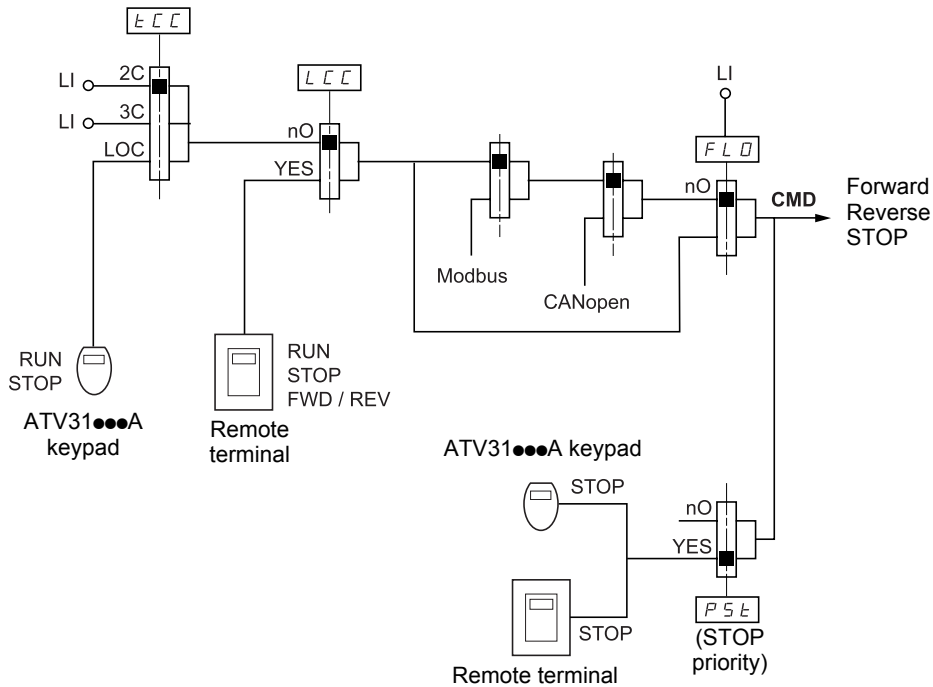 tCC
LI 2C
LI 3C
LOC
LCC
nO
YES
LI
FLO
nO
CMD
Forward
Reverse
STOP
Modbus
CANopen
RUN
STOP
ATV31●●●A
keypad
RUN
STOP
FWD / REV
Remote
terminal
ATV31●●●A keypad
STOP
nO
YES
STOP
Remote terminal
PSt
(STOP
priority)